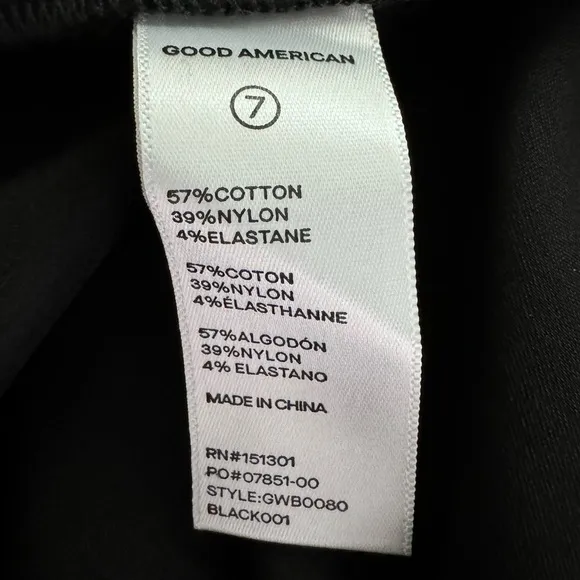 GOOD AMERICAN
7
57%COTTON
39%NYLON
4%ELASTANE
57%COTON
39%NYLON
4%ÉLASTHANNE
57%ALGODÓN
39%NYLON
4% ELASTANO
MADE IN CHINA
RN#151301
PO#07851-00
STYLE:GWB0080
BLACK001